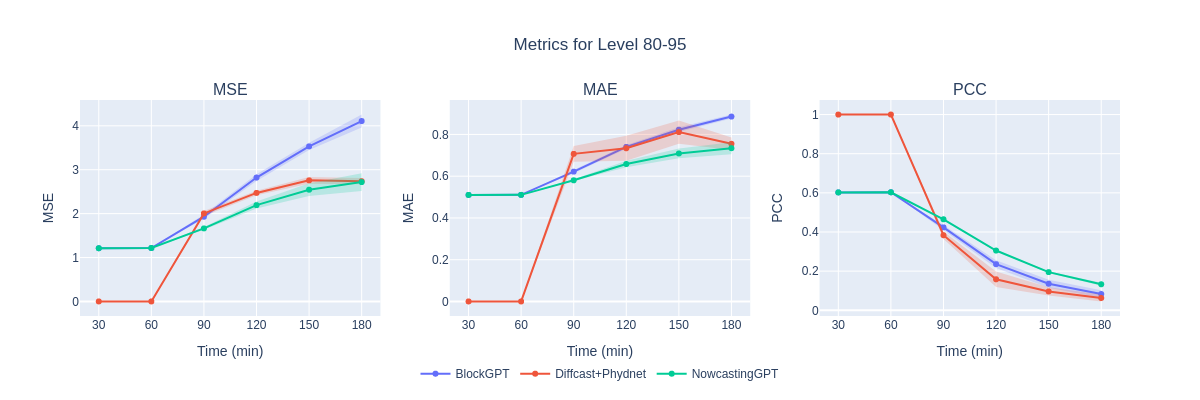 Metrics for Level 80-95
MSE
MAE
PCC
MSE
4
3
2
1
0
30 60 90 120 150 180
Time (min)
MAE
0.8
0.6
0.4
0.2
0
30 60 90 120 150 180
Time (min)
PCC
1
0.8
0.6
0.4
0.2
0
30 60 90 120 150 180
Time (min)
BlockGPT Diffcast+Phydnet NowcastingGPT